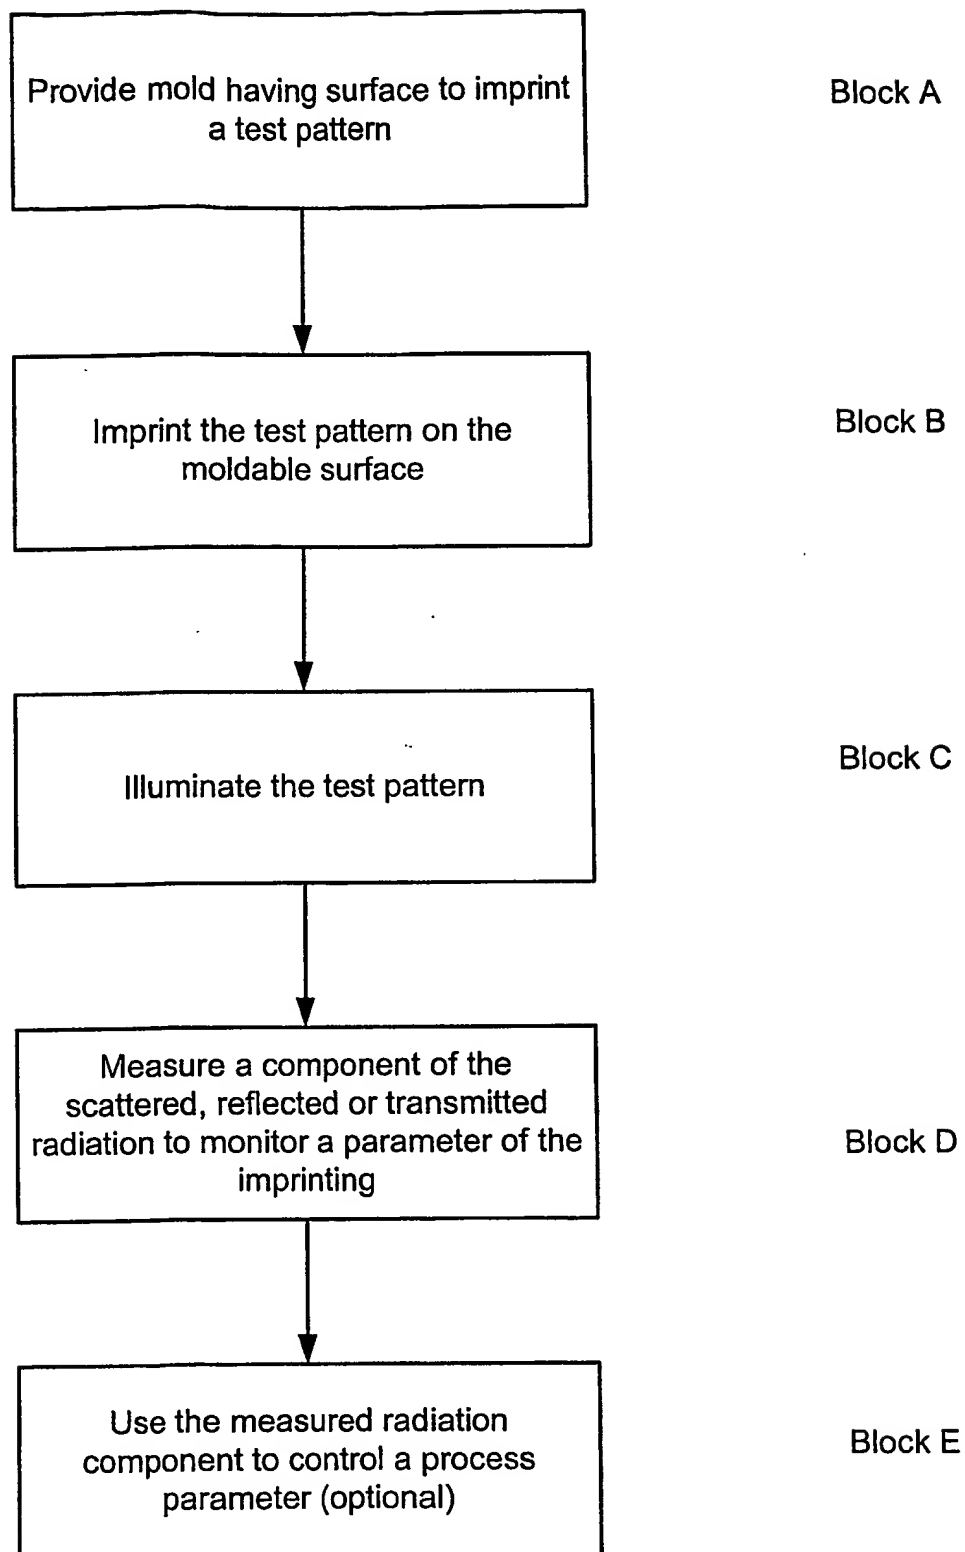 Provide mold having surface to imprint
a test pattern
Block A
Imprint the test pattern on the
moldable surface
Block B
Illuminate the test pattern
Block C
Measure a component of the
scattered, reflected or transmitted
radiation to monitor a parameter of the
imprinting
Block D
Use the measured radiation
component to control a process
parameter (optional)
Block E